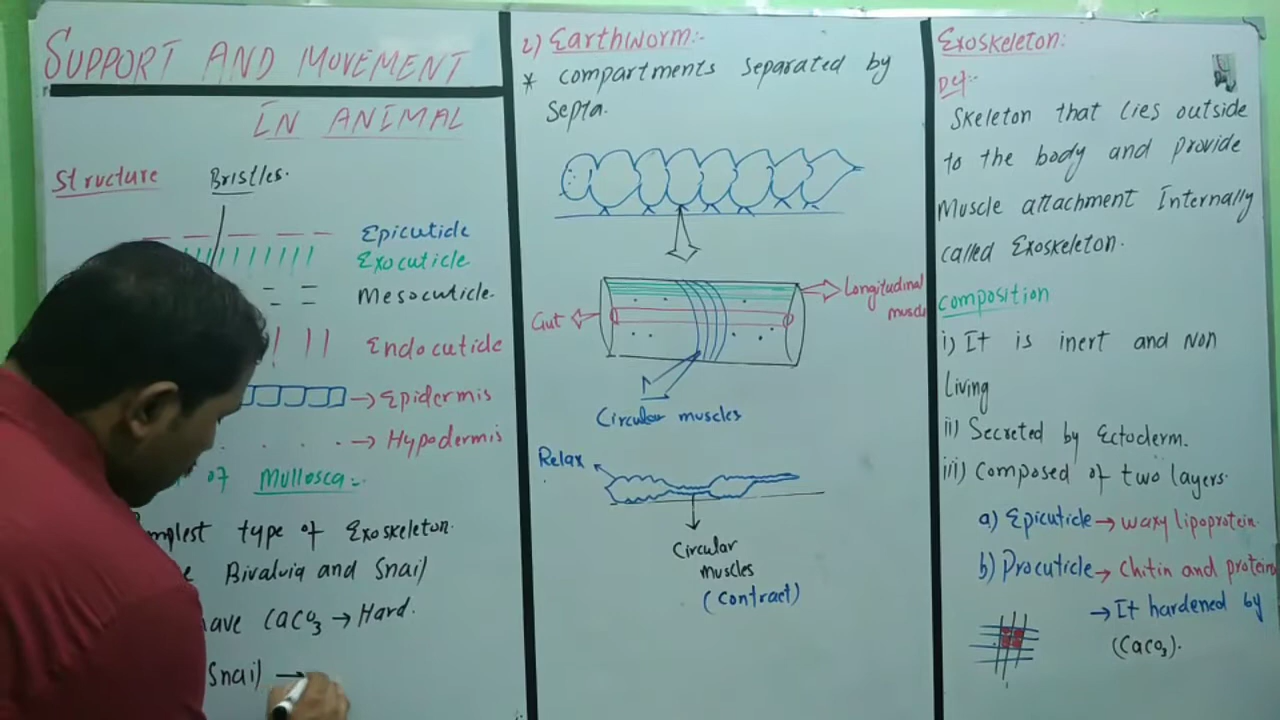 SUPPORT AND MOVEMENT
IN ANIMAL
Structure
Bristles.
Epicuticle
Exocuticle
Mesocuticle.
Endocuticle
→ Epidermis
→ Hypodermis
of Mullosca :-
type of Exoskeleton.
Bivalvia and Snail
CaCO3 → Hard.
Snail →
2) Earthworm:-
* compartments separated by
Septa.
Gut
Longitudinal
Circular muscles
Relax
Circular
muscles
(Contract)
Exoskeleton:
Def:-
Skeleton that lies outside
to the body and provide
Muscle attachment Internally
called Exoskeleton.
composition
i) It is inert and Non
Living
ii) Secreted by Ectoderm.
iii) Composed of two layers.
a) Epicuticle → waxy lipoprotein.
b) Procuticle → Chitin and protein
→ It hardened by
(CaCO3).